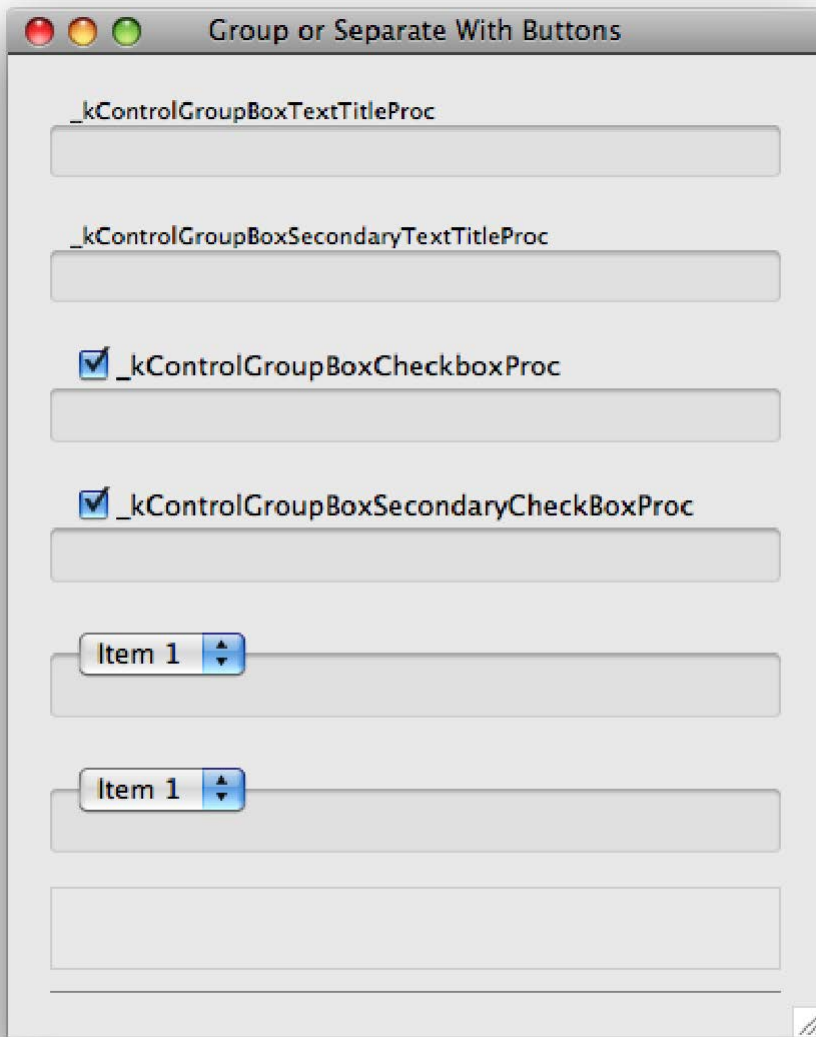 Group or Separate With Buttons
_kControlGroupBoxTextTitleProc
_kControlGroupBoxSecondaryTextTitleProc
_kControlGroupBoxCheckboxProc
_kControlGroupBoxSecondaryCheckBoxProc
Item 1
Item 1